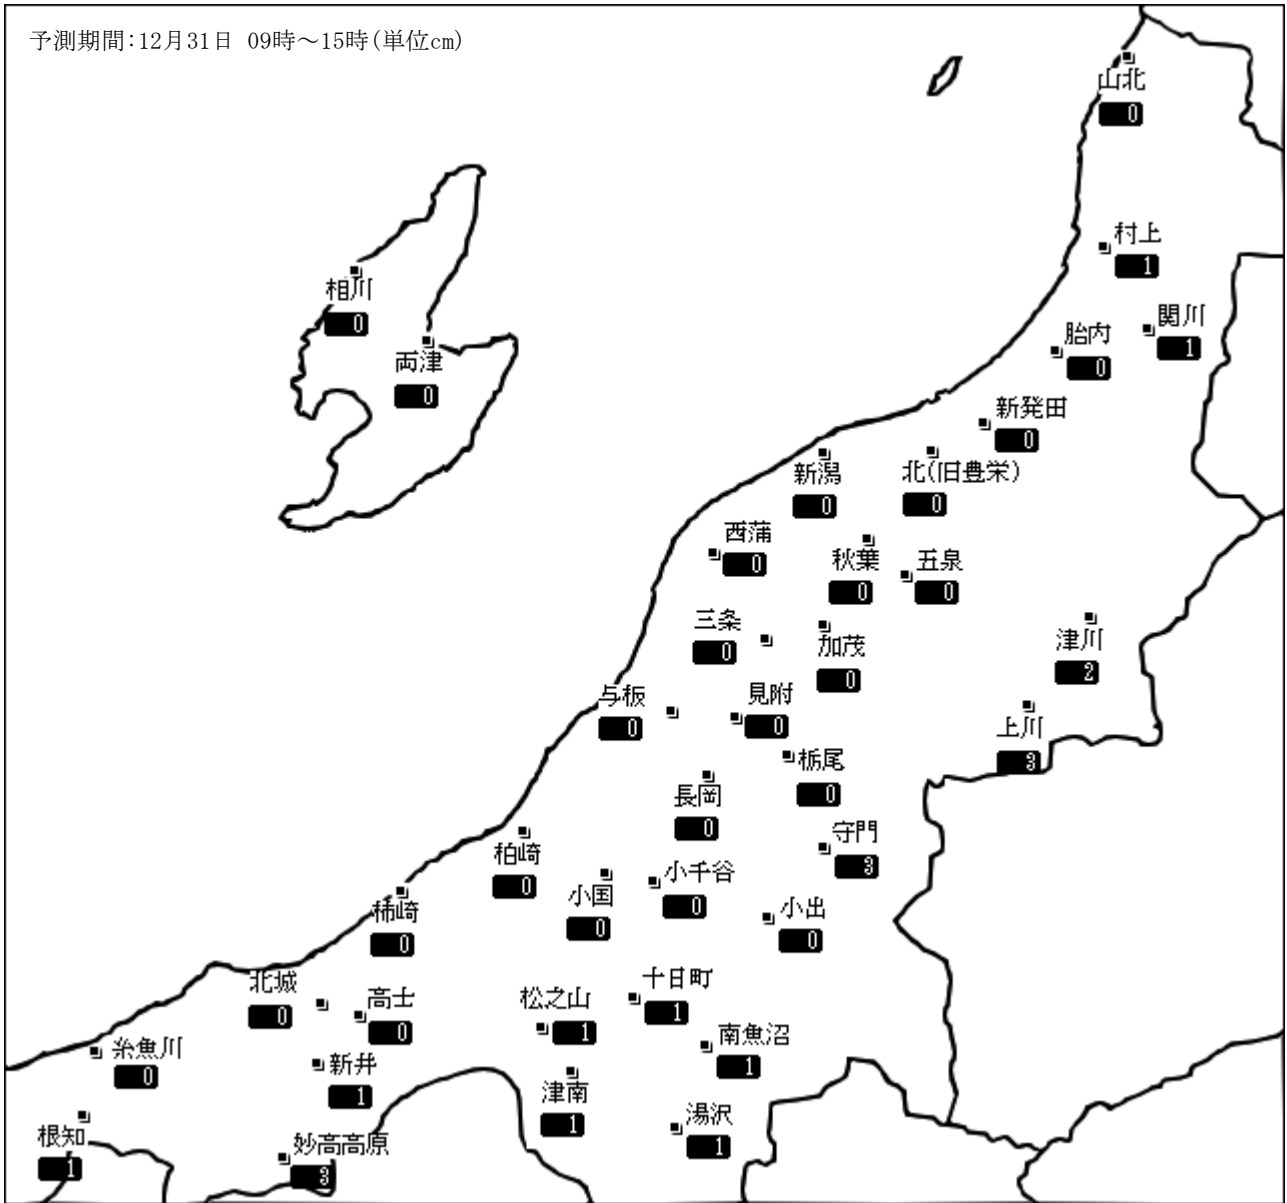 予測期間:12月31日 09時～15時(単位cm)
山北
0
村上
1
関川
1
胎内
0
相川
0
両津
0
新発田
0
新潟
0
北(旧豊栄)
0
西蒲
0
秋葉
0
五泉
0
三条
0
加茂
0
津川
2
与板
0
見附
0
上川
3
栃尾
0
長岡
0
守門
3
柏崎
0
小国
0
小千谷
0
小出
0
柿崎
0
北城
0
高士
0
松之山
1
十日町
1
南魚沼
1
糸魚川
0
新井
1
津南
1
湯沢
1
根知
1
妙高高原
3